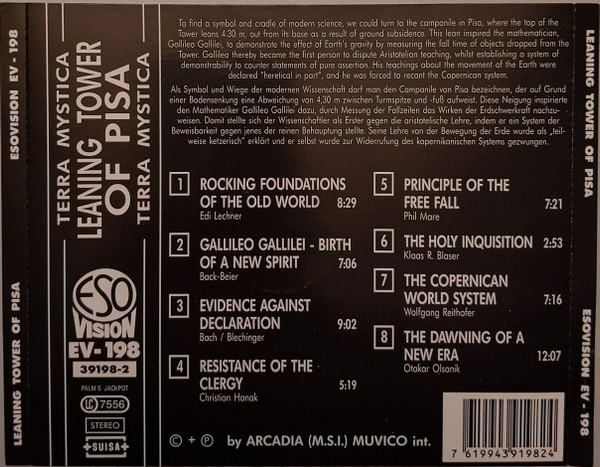 ESOVISION EV - 198
LEANING TOWER OF PISA
TERRA MYSTICA
LEANING TOWER
OF PISA
TERRA MYSTICA
ESO
VISION
EV - 198
39198-2
PALM'S JACKPOT
LC 7556
STEREO
+SUISA+
To find a symbol and cradle of modern science, we could turn to the campanile in Pisa, where the top of the
Tower leans 4.30 m, out from its base as a result of ground subsidence. This lean inspired the mathematician,
Gallileo Gallilei, to demonstrate the effect of Earth's gravity by measuring the fall time of objects dropped from the
Tower. Gallileo thereby became the first person to dispute Aristotelian teaching, whilst establishing a system of
demonstrability to counter statements of pure assertion. His teachings about the movement of the Earth were
declared "heretical in part", and he was forced to recant the Copernican system.
Als Symbol und Wiege der modernen Wissenschaft darf man den Campanile von Pisa bezeichnen, der auf Grund
einer Bodensenkung eine Abweichung von 4,30 m zwischen Turmspitze und -fuß aufweist. Diese Neigung inspirierte
den Mathematiker Galileo Galilei dazu, durch Messung der Fallzeiten das Wirken der Erdschwerkraft nachzu-
weisen. Damit stellte sich der Wissenschaftler als Erster gegen die aristotelische Lehre, indem er ein System der
Beweisbarkeit gegen jenes der reinen Behauptung stellte. Seine Lehre von der Bewegung der Erde wurde als „teil-
weise ketzerisch" erklärt und er selbst wurde zur Widerrufung des kopernikanischen Systems gezwungen.
1 ROCKING FOUNDATIONS
OF THE OLD WORLD 8:29
Edi Lechner
2 GALLILEO GALLILEI - BIRTH
OF A NEW SPIRIT 7:06
Back-Beier
3 EVIDENCE AGAINST
DECLARATION 9:02
Bach / Blechinger
4 RESISTANCE OF THE
CLERGY 5:19
Christian Hanak
5 PRINCIPLE OF THE
FREE FALL 7:21
Phil Mare
6 THE HOLY INQUISITION 2:53
Klaas R. Blaser
7 THE COPERNICAN
WORLD SYSTEM 7:16
Wolfgang Reithofer
8 THE DAWNING OF A
NEW ERA 12:07
Otakar Olsanik
© + ℗ by ARCADIA (M.S.I.) MUVICO int.
7 619943919824
LEANING TOWER OF PISA
ESOVISION EV - 198